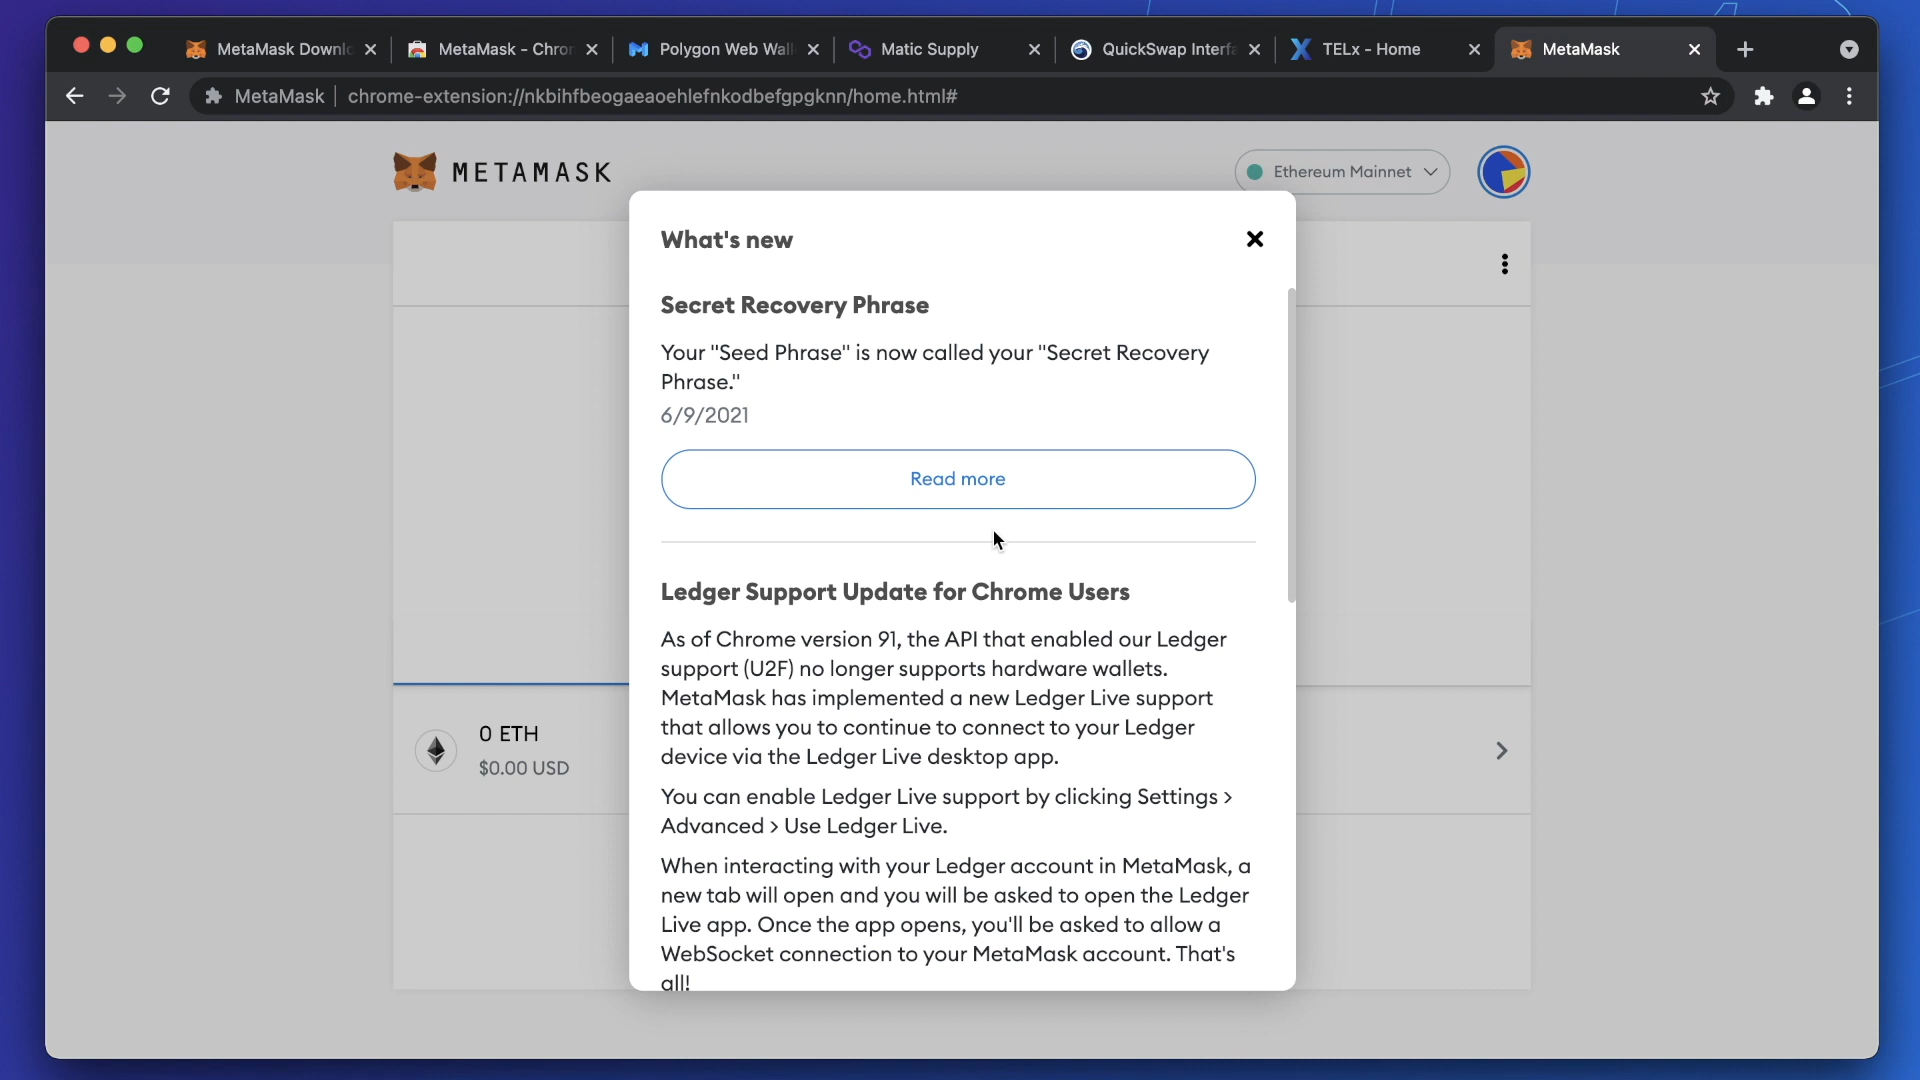 MetaMask Downl
MetaMask - Chro
Polygon Web Wall
Matic Supply
QuickSwap Interfa
TELx - Home
MetaMask
MetaMask | chrome-extension://nkbihfbeogaeaoehlefnkodbefgpgknn/home.html#
METAMASK
Ethereum Mainnet
What's new
Secret Recovery Phrase
Your "Seed Phrase" is now called your "Secret Recovery
Phrase."
6/9/2021
Read more
Ledger Support Update for Chrome Users
As of Chrome version 91, the API that enabled our Ledger
support (U2F) no longer supports hardware wallets.
MetaMask has implemented a new Ledger Live support
that allows you to continue to connect to your Ledger
device via the Ledger Live desktop app.
You can enable Ledger Live support by clicking Settings >
Advanced > Use Ledger Live.
When interacting with your Ledger account in MetaMask, a
new tab will open and you will be asked to open the Ledger
Live app. Once the app opens, you'll be asked to allow a
WebSocket connection to your MetaMask account. That's
all!
0 ETH
$0.00 USD